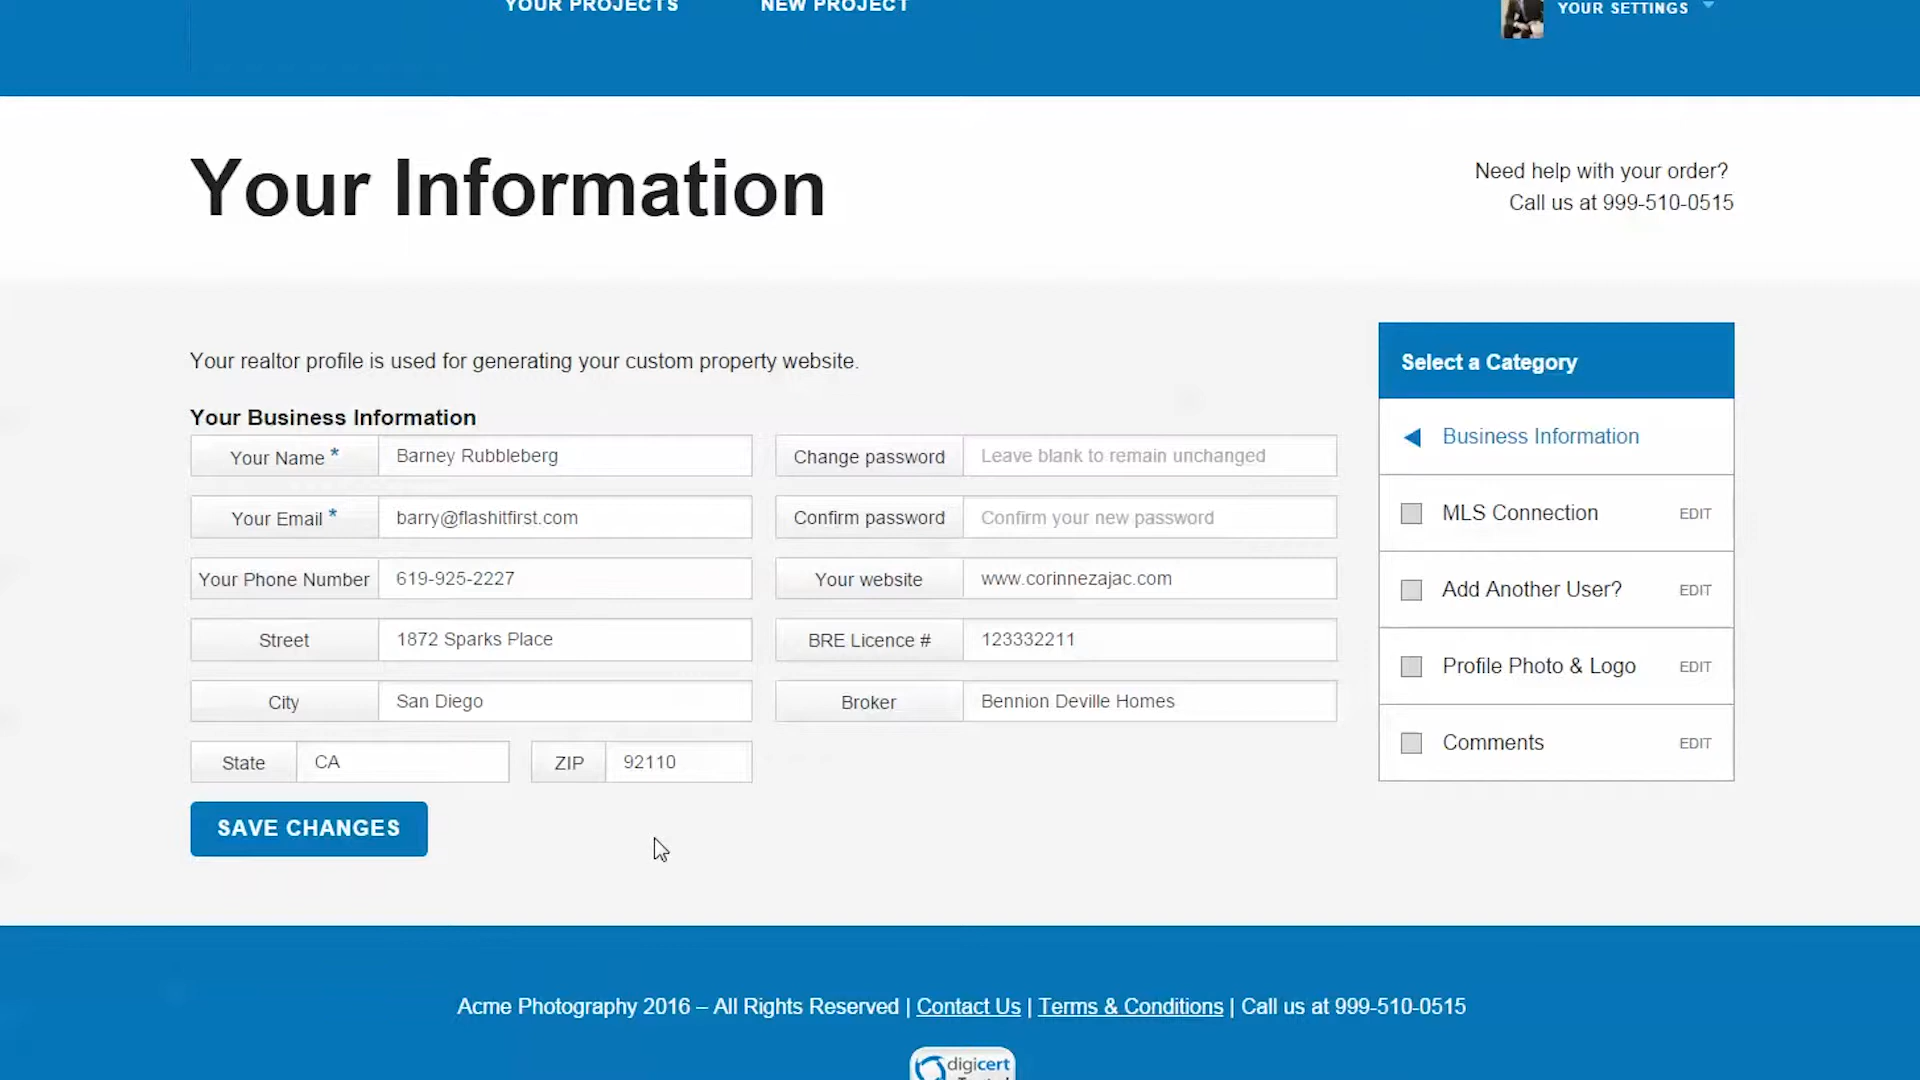 YOUR PROJECTS
NEW PROJECT
YOUR SETTINGS
Your Information
Need help with your order?
Call us at 999-510-0515
Your realtor profile is used for generating your custom property website.
Your Business Information
Your Name * Barney Rubbleberg
Change password Leave blank to remain unchanged
Your Email * barry@flashitfirst.com
Confirm password Confirm your new password
Your Phone Number 619-925-2227
Your website www.corinnezajac.com
Street 1872 Sparks Place
BRE Licence # 123332211
City San Diego
Broker Bennion Deville Homes
State CA ZIP 92110
SAVE CHANGES
Select a Category
Business Information
MLS Connection EDIT
Add Another User? EDIT
Profile Photo & Logo EDIT
Comments EDIT
Acme Photography 2016 – All Rights Reserved | Contact Us | Terms & Conditions | Call us at 999-510-0515
digicert